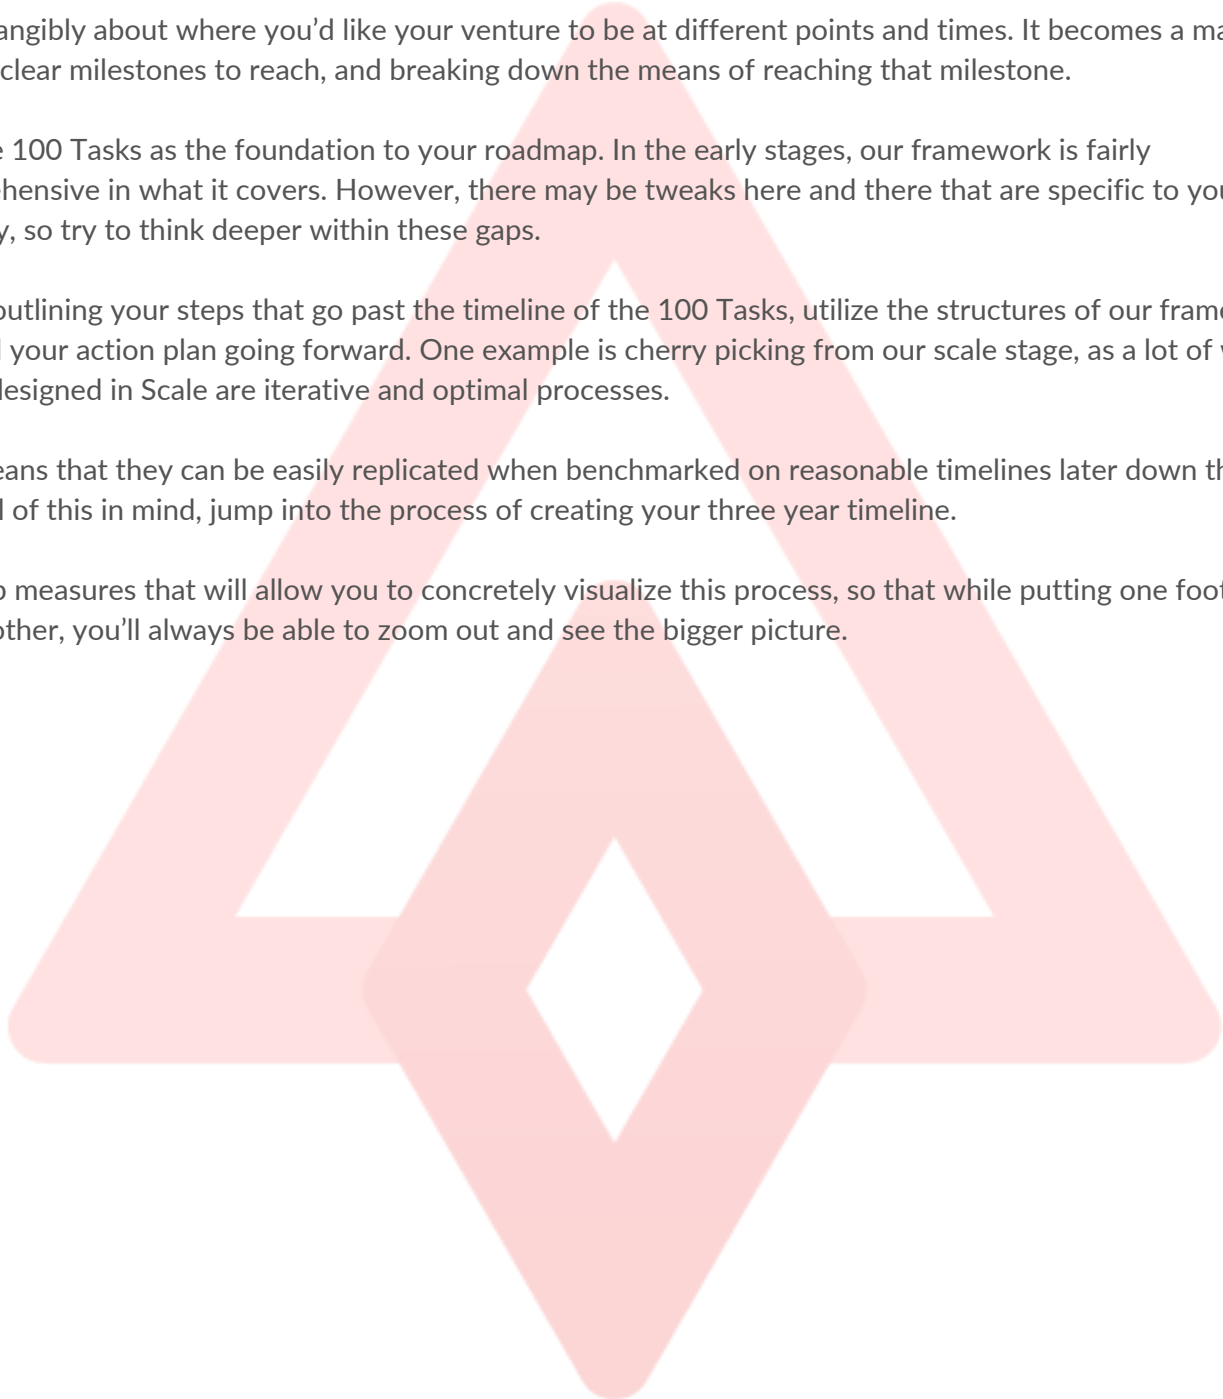 angibly about where you’d like your venture to be at different points and times. It becomes a ma
clear milestones to reach, and breaking down the means of reaching that milestone.
100 Tasks as the foundation to your roadmap. In the early stages, our framework is fairly
hensive in what it covers. However, there may be tweaks here and there that are specific to you
y, so try to think deeper within these gaps.
outlining your steps that go past the timeline of the 100 Tasks, utilize the structures of our frame
your action plan going forward. One example is cherry picking from our scale stage, as a lot of
designed in Scale are iterative and optimal processes.
eans that they can be easily replicated when benchmarked on reasonable timelines later down th
l of this in mind, jump into the process of creating your three year timeline.
p measures that will allow you to concretely visualize this process, so that while putting one foot
other, you’ll always be able to zoom out and see the bigger picture.